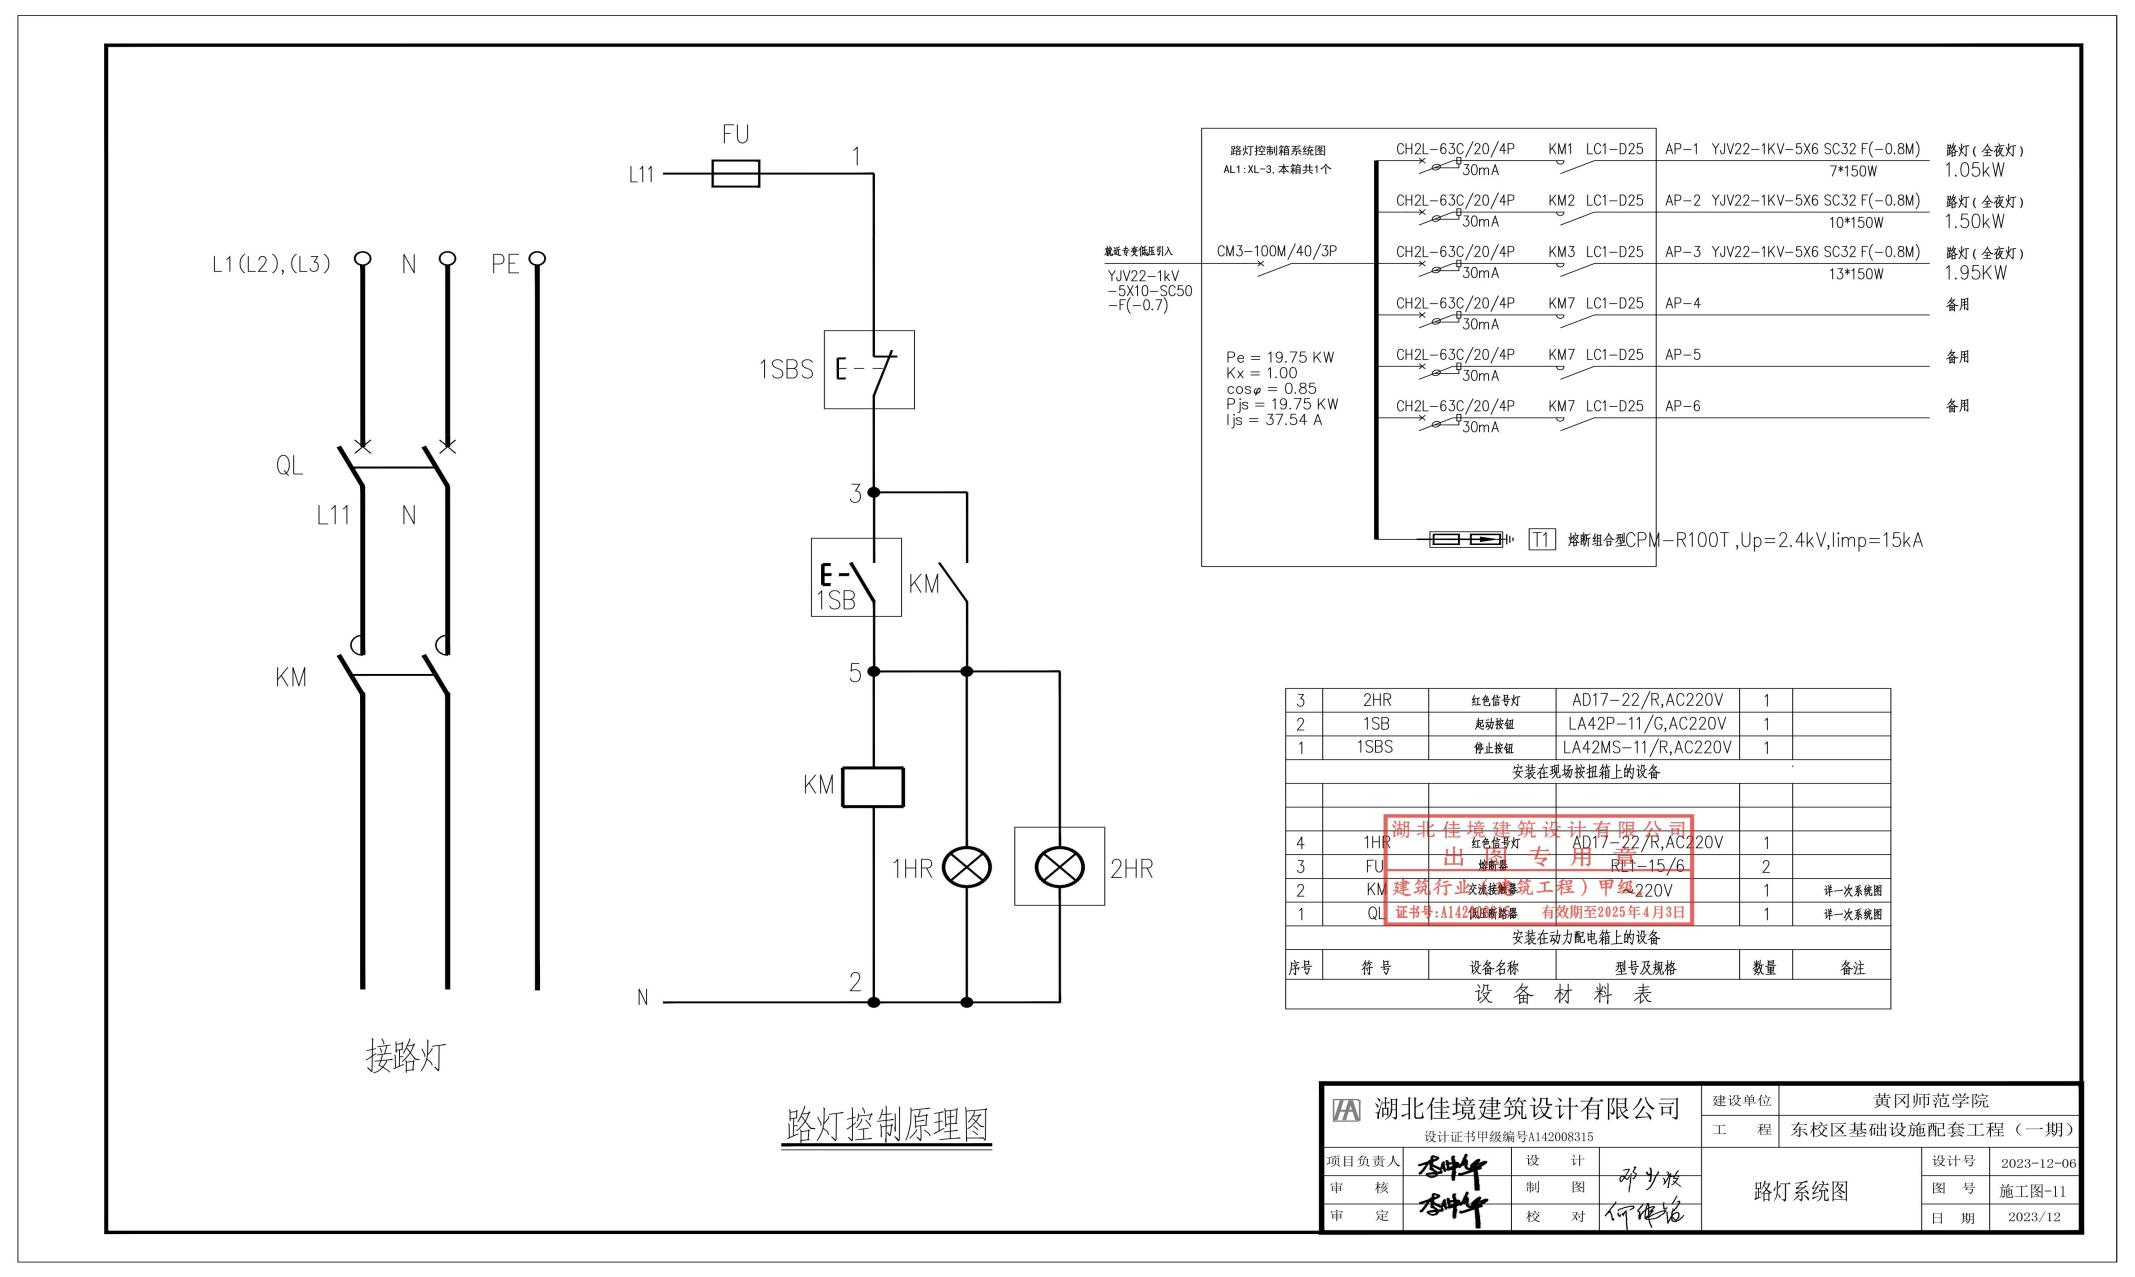 FU
1
L11
L1(L2),(L3)
N
PE
1SBS
E
QL
L11
N
3
E
1SB
KM
KM
5
KM
1HR
2HR
2
N
接路灯
路灯控制原理图
路灯控制箱系统图
AL1:XL-3,本箱共1个
就近专变低压引入
YJV22-1kV
-5X10-SC50
-F(-0.7)
CM3-100M/40/3P
Pe = 19.75 KW
Kx = 1.00
cosφ = 0.85
Pjs = 19.75 KW
Ijs = 37.54 A
CH2L-63C/20/4P KM1 LC1-D25 AP-1 YJV22-1KV-5X6 SC32 F(-0.8M) 路灯(全夜灯)
30mA 7*150W 1.05kW
CH2L-63C/20/4P KM2 LC1-D25 AP-2 YJV22-1KV-5X6 SC32 F(-0.8M) 路灯(全夜灯)
30mA 10*150W 1.50kW
CH2L-63C/20/4P KM3 LC1-D25 AP-3 YJV22-1KV-5X6 SC32 F(-0.8M) 路灯(全夜灯)
30mA 13*150W 1.95KW
CH2L-63C/20/4P KM7 LC1-D25 AP-4 备用
30mA
CH2L-63C/20/4P KM7 LC1-D25 AP-5 备用
30mA
CH2L-63C/20/4P KM7 LC1-D25 AP-6 备用
30mA
T1 熔断组合型CPM-R100T ,Up=2.4kV,Iimp=15kA
3 2HR 红色信号灯 AD17-22/R,AC220V 1
2 1SB 起动按钮 LA42P-11/G,AC220V 1
1 1SBS 停止按钮 LA42MS-11/R,AC220V 1
安装在现场按扭箱上的设备
4 1HR 红色信号灯 AD17-22/R,AC220V 1
3 FU 熔断器 RL1-15/6 2
2 KM 交流接触器 ~220V 1 详一次系统图
1 QL 低压断路器 1 详一次系统图
安装在动力配电箱上的设备
序号 符 号 设备名称 型号及规格 数量 备注
设 备 材 料 表
湖北佳境建筑设计有限公司
出 图 专 用 章
建筑行业(建筑工程)甲级
证书号:A142008315 有效期至2025年4月3日
湖北佳境建筑设计有限公司
设计证书甲级编号A142008315
建设单位 黄冈师范学院
工 程 东校区基础设施配套工程（一期）
项目负责人 设 计
审 核 制 图
审 定 校 对
路灯系统图
设计号 2023-12-06
图 号 施工图-11
日 期 2023/12